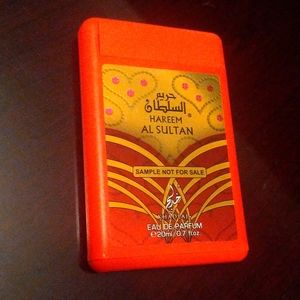 حريم
السلطان
HAREEM
AL SULTAN
SAMPLE NOT FOR SALE
EAU DE PARFUM
℮20ml/0.7 fl.oz.